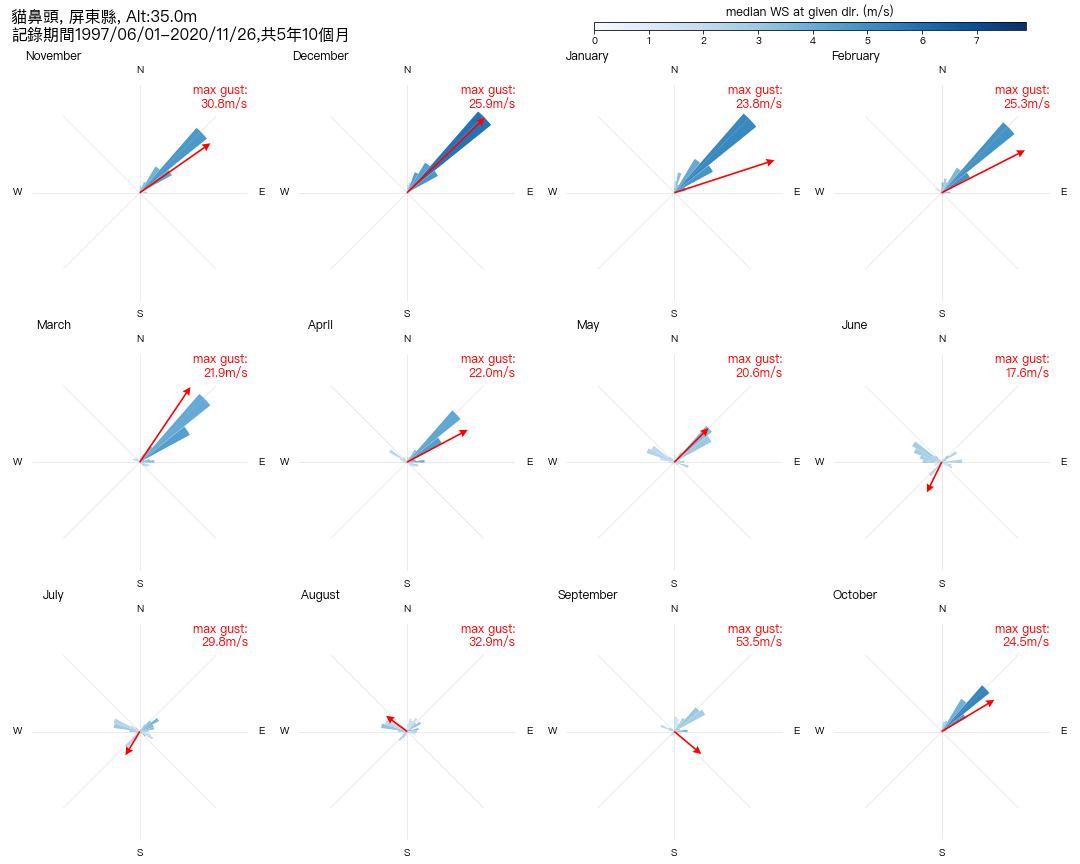 貓鼻頭, 屏東縣, Alt:35.0m
記錄期間1997/06/01−2020/11/26,共5年10個月
median WS at given dir. (m/s)
0 1 2 3 4 5 6 7
November
N
max gust:
30.8m/s
W
E
S
December
N
max gust:
25.9m/s
W
E
S
January
N
max gust:
23.8m/s
W
E
S
February
N
max gust:
25.3m/s
W
E
S
March
N
max gust:
21.9m/s
W
E
S
April
N
max gust:
22.0m/s
W
E
S
May
N
max gust:
20.6m/s
W
E
S
June
N
max gust:
17.6m/s
W
E
S
July
N
max gust:
29.8m/s
W
E
S
August
N
max gust:
32.9m/s
W
E
S
September
N
max gust:
53.5m/s
W
E
S
October
N
max gust:
24.5m/s
W
E
S